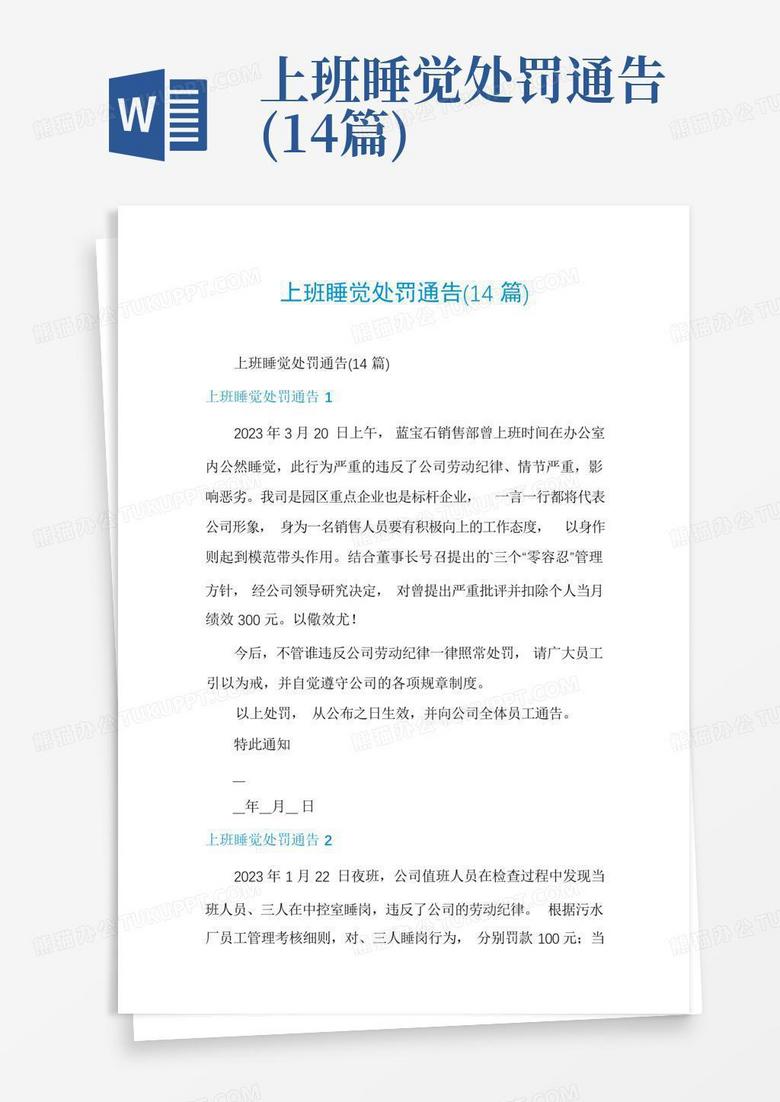 上班睡觉处罚通告
(14篇)
W
上班睡觉处罚通告(14 篇)
上班睡觉处罚通告(14 篇)
上班睡觉处罚通告 1
2023 年 3 月 20 日上午， 蓝宝石销售部曾上班时间在办公室
内公然睡觉，此行为严重的违反了公司劳动纪律、情节严重，影
响恶劣。我司是园区重点企业也是标杆企业， 一言一行都将代表
公司形象， 身为一名销售人员要有积极向上的工作态度， 以身作
则起到模范带头作用。结合董事长号召提出的`三个“零容忍”管理
方针， 经公司领导研究决定， 对曾提出严重批评并扣除个人当月
绩效 300 元。以儆效尤！
今后，不管谁违反公司劳动纪律一律照常处罚， 请广大员工
引以为戒，并自觉遵守公司的各项规章制度。
以上处罚， 从公布之日生效，并向公司全体员工通告。
特此通知
__
__年__月__ 日
上班睡觉处罚通告 2
2023 年 1 月 22 日夜班，公司值班人员在检查过程中发现当
班人员、三人在中控室睡岗，违反了公司的劳动纪律。 根据污水
厂员工管理考核细则，对、三人睡岗行为， 分别罚款 100 元；当
熊猫办公 TUKUPPT.COM